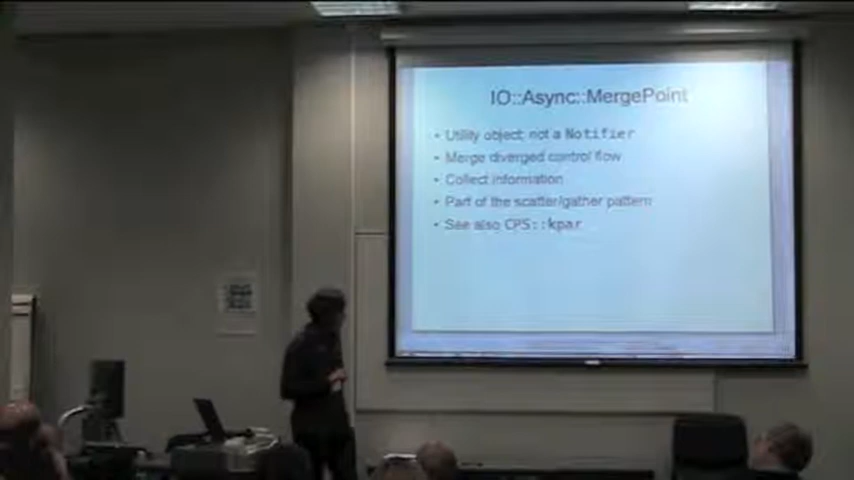 IO::Async::MergePoint
• Utility object; not a Notifier
• Merge diverged control flow
• Collect information
• Part of the scatter/gather pattern
• See also CPS::kpar